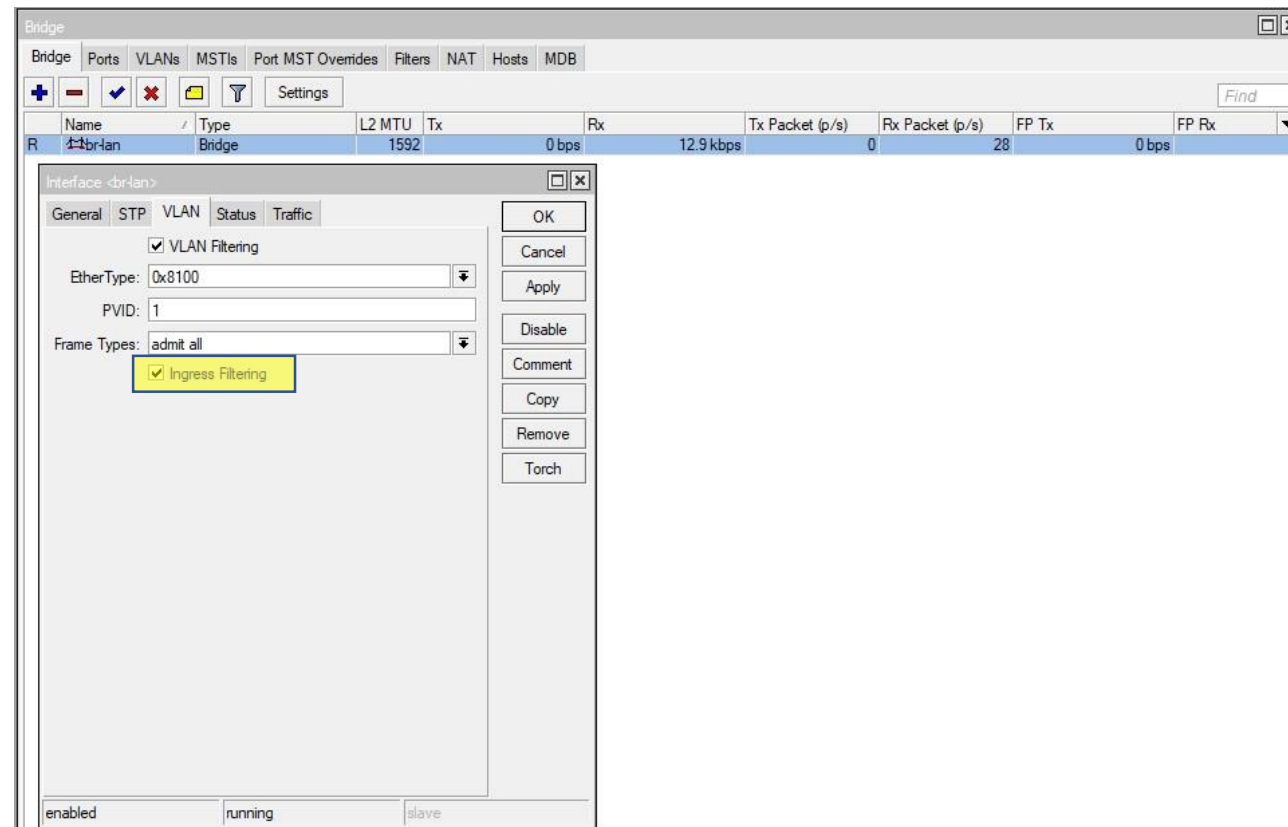 Bridge
Bridge Ports VLANs MSTIs Port MST Overrides Filters NAT Hosts MDB
Settings Find
Name Type L2 MTU Tx Rx Tx Packet (p/s) Rx Packet (p/s) FP Tx FP Rx
R br-lan Bridge 1592 0 bps 12.9 kbps 0 28 0 bps
Interface <br-lan>
General STP VLAN Status Traffic
OK
VLAN Filtering
Cancel
EtherType: 0x8100
Apply
PVID: 1
Disable
Frame Types: admit all
Comment
Ingress Filtering
Copy
Remove
Torch
enabled running slave